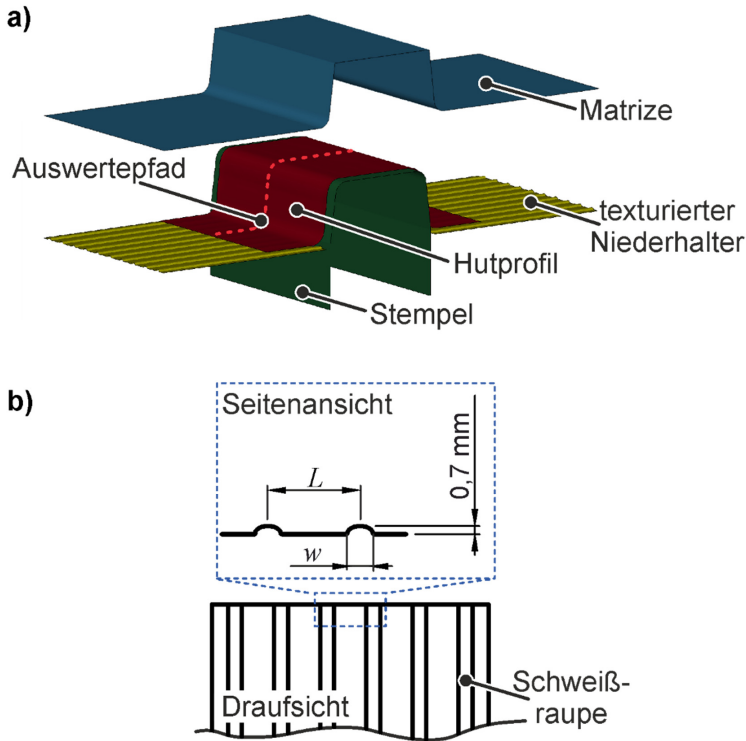 a)
Matrize
Auswertepfad
texturierter
Niederhalter
Hutprofil
Stempel
b)
Seitenansicht
0,7 mm
L
w
Schweiß-
raupe
Draufsicht